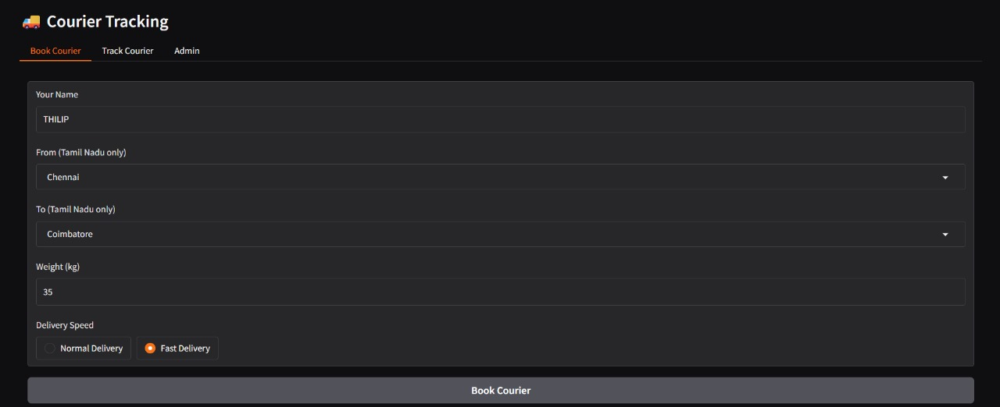 Courier Tracking
Book Courier Track Courier Admin
Your Name
THILIP
From (Tamil Nadu only)
Chennai
To (Tamil Nadu only)
Coimbatore
Weight (kg)
35
Delivery Speed
Normal Delivery Fast Delivery
Book Courier